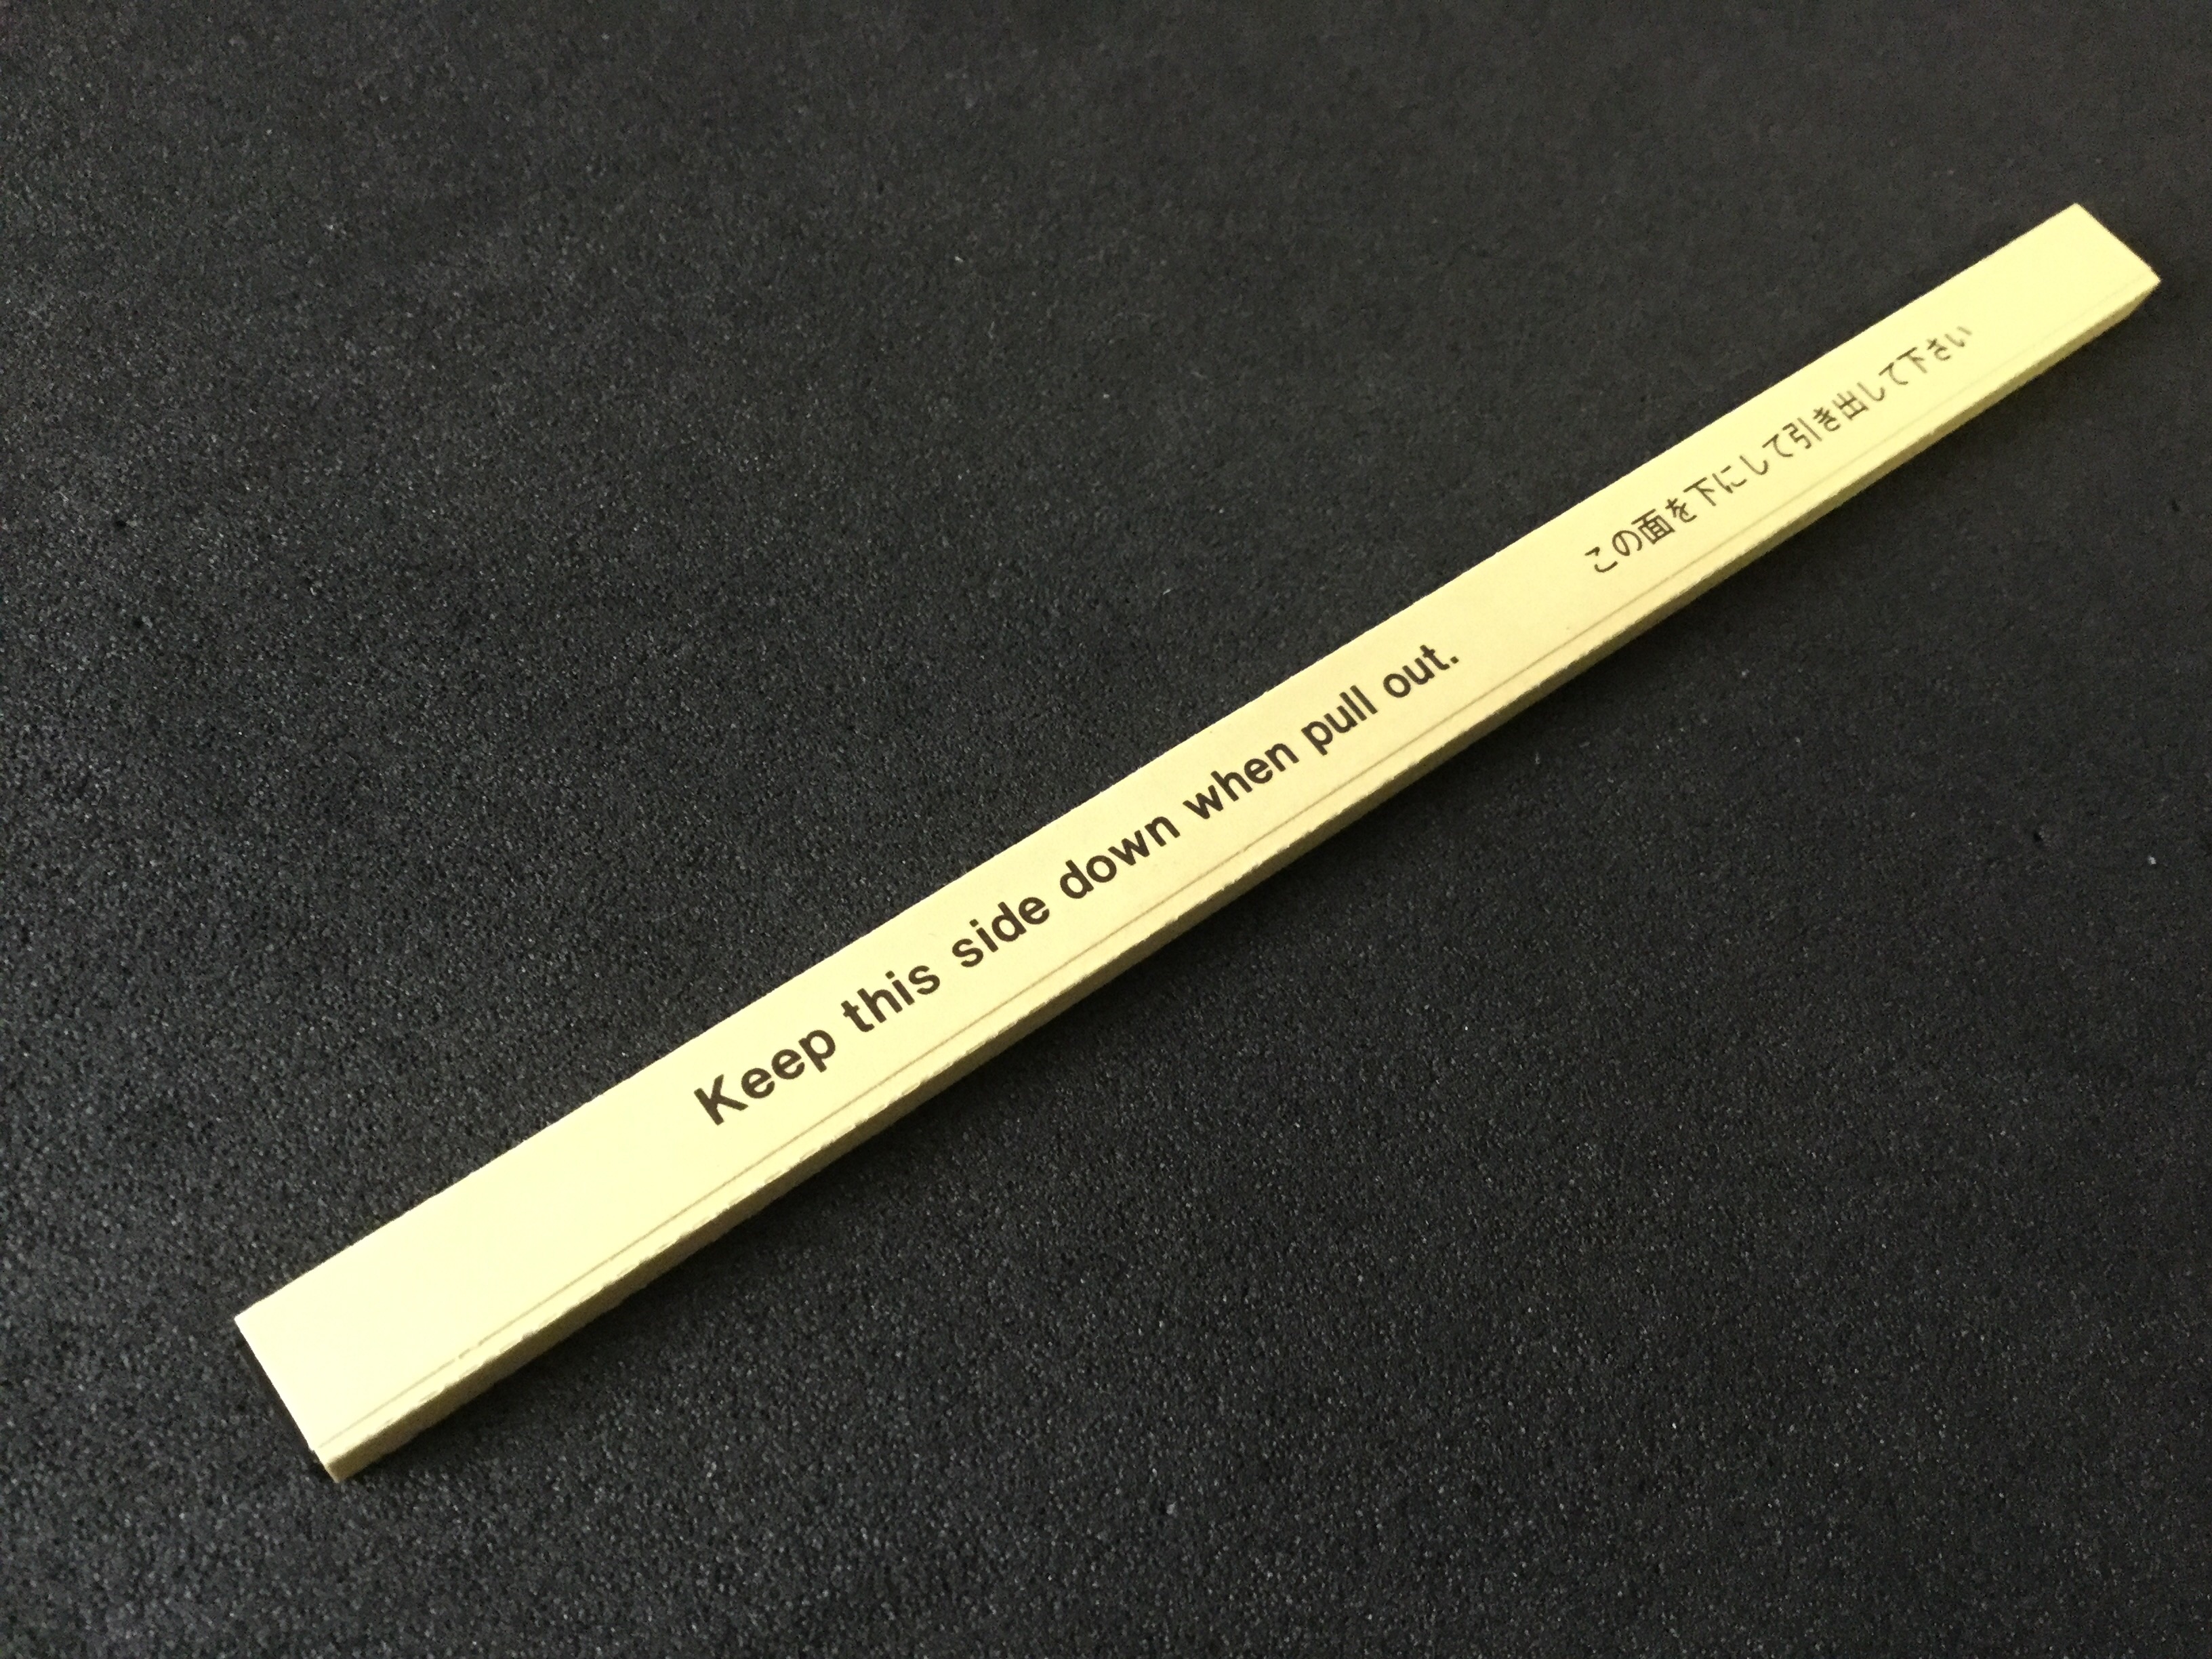 Keep this side down when pull out.
この面を下にして引き出して下さい